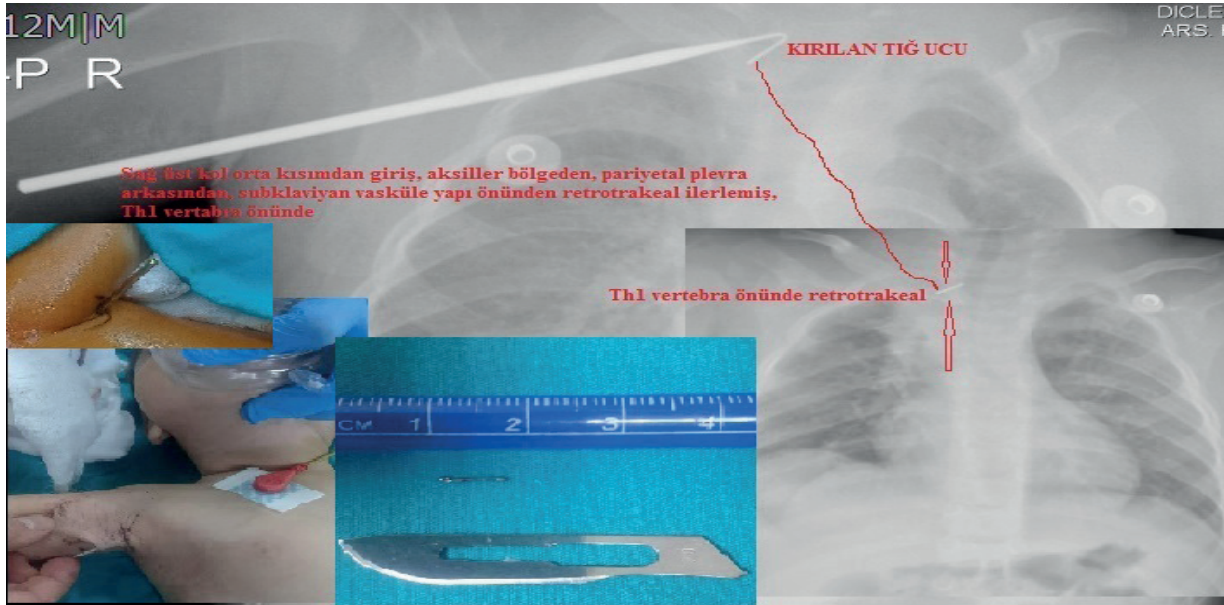 12M|M
-P R
DICLE
ARS.
KIRILAN TIĞ UCU
Sağ üst kol orta kısımdan giriş, aksiller bölgeden, pariyetal plevra
arkasından, subklaviyan vasküle yapı önünden retrotrakeal ilerlemiş,
Th1 vertabra önünde
Th1 vertebra önünde retrotrakeal
CM 1 2 3 4